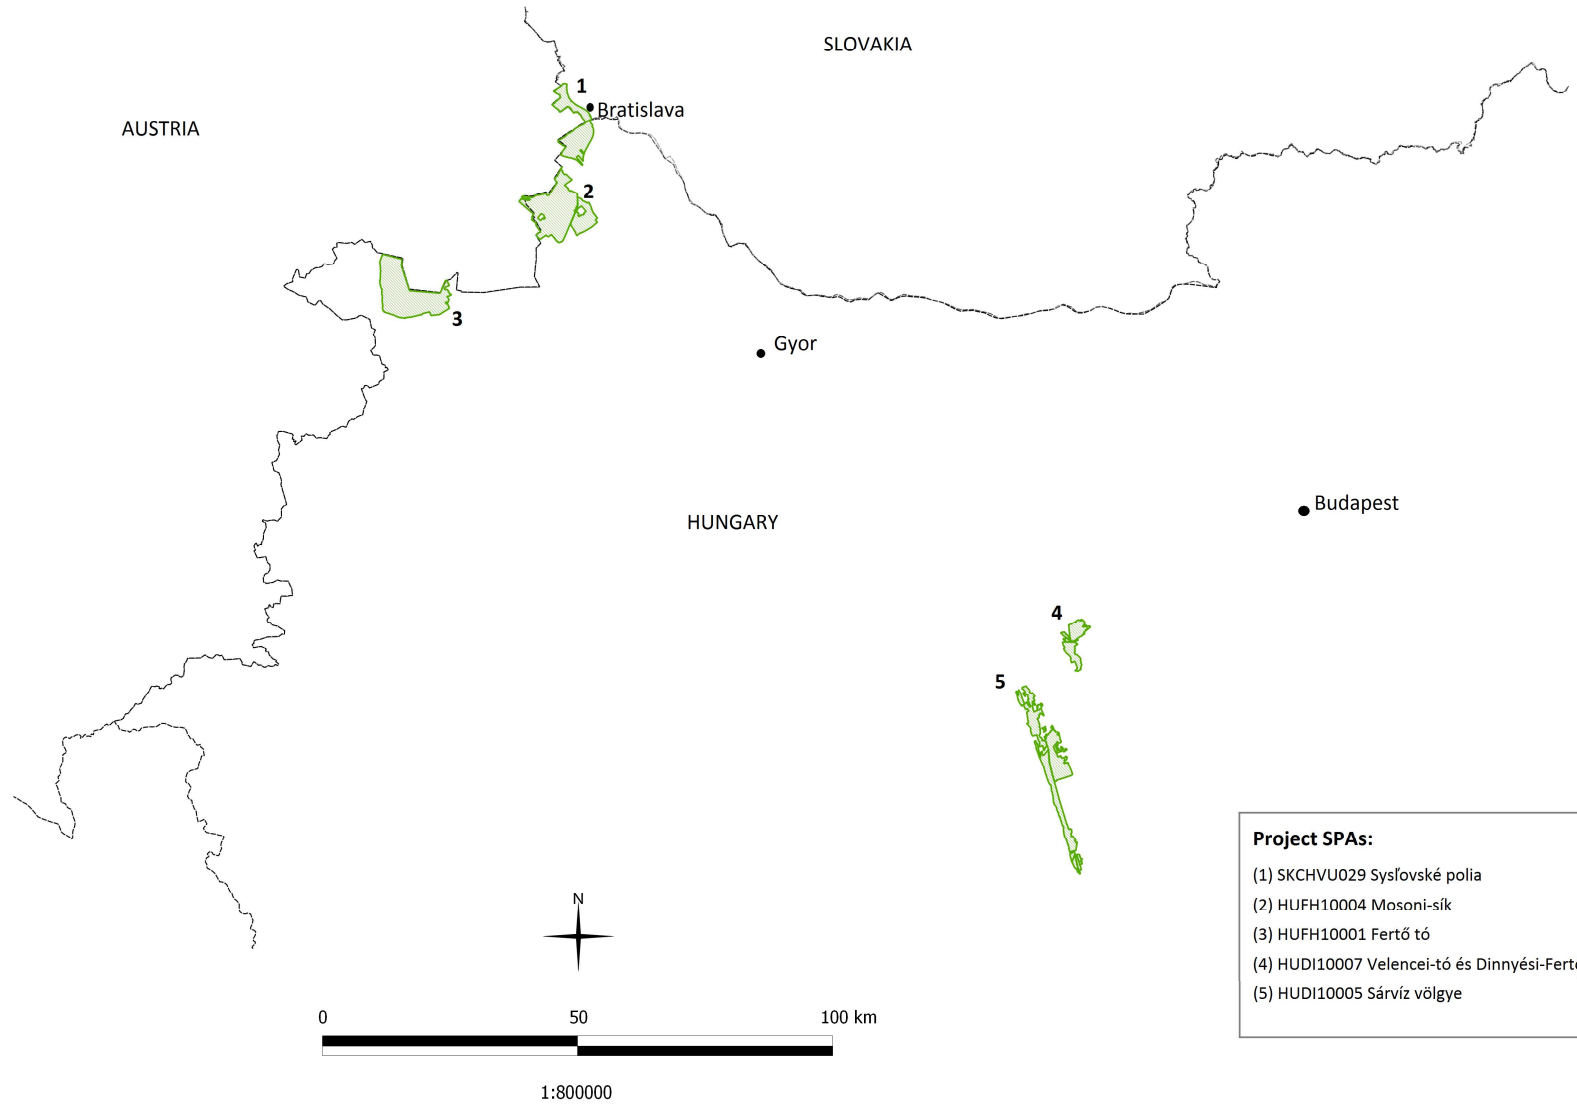 SLOVAKIA
AUSTRIA
1
Bratislava
2
3
Gyor
HUNGARY
Budapest
4
5
Project SPAs:
(1) SKCHVU029 Sysľovské polia
(2) HUFH10004 Mosoni-sík
(3) HUFH10001 Fertő tó
(4) HUDI10007 Velencei-tó és Dinnyési-Ferte
(5) HUDI10005 Sárvíz völgye
N
0 50 100 km
1:800000